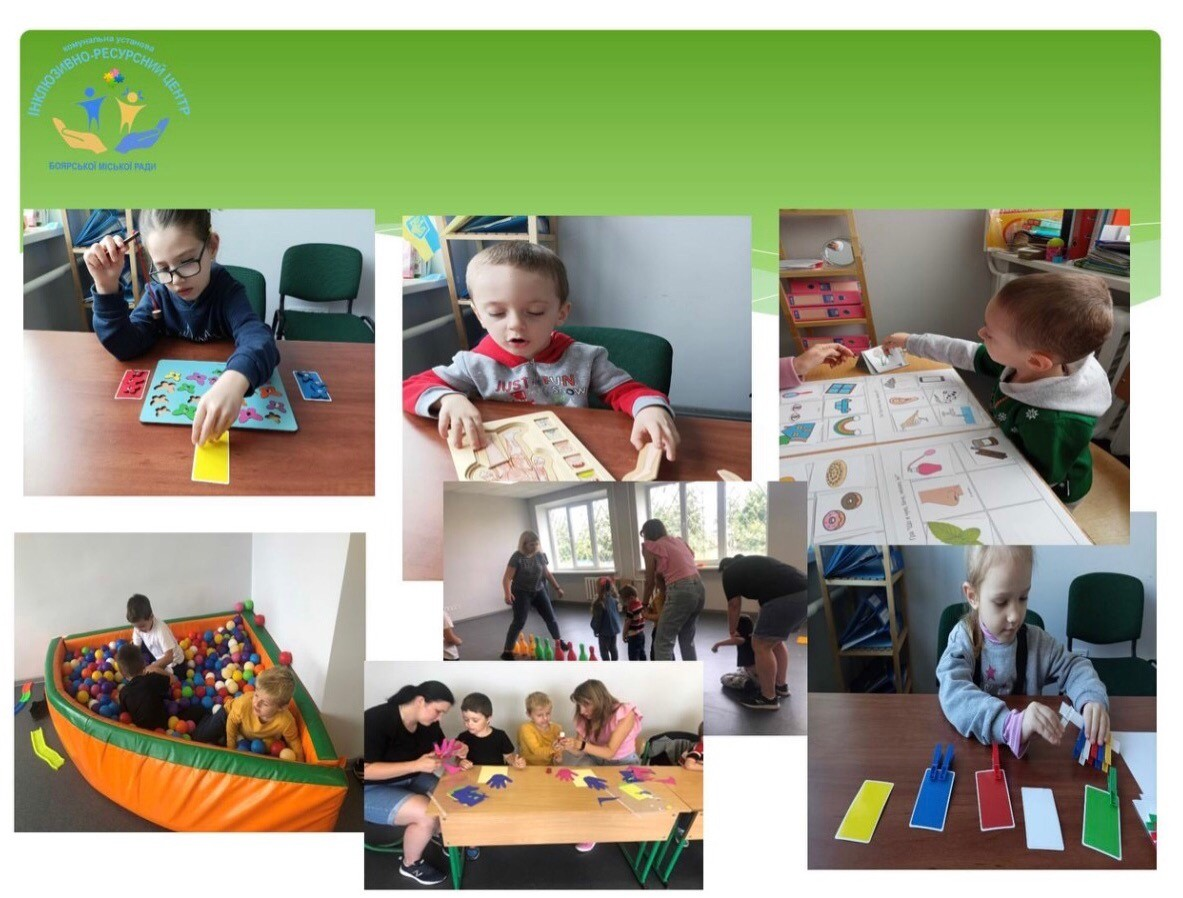 комунальна установа
ІНКЛЮЗИВНО-РЕСУРСНИЙ ЦЕНТР
БОЯРСЬКОЇ МІСЬКОЇ РАДИ
JUST